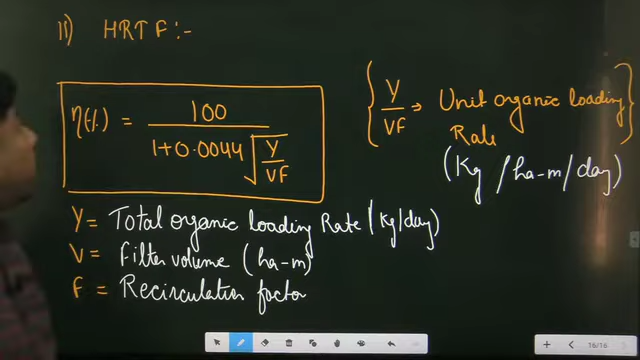 11) HRTF:-
η(%) = 100 / 1+0.0044 √ Y / VF
{ Y / VF → Unit organic loading Rate }
(Kg/ha-m/day)
Y = Total organic loading Rate (Kg/day)
V = Filter volume (ha-m)
F = Recirculation factor
16/16